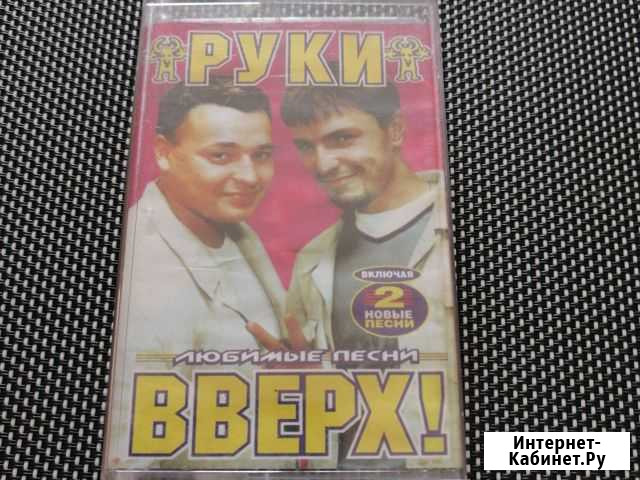 РУКИ
ВКЛЮЧАЯ
2
НОВЫЕ
ПЕСНИ
ЛЮБИМЫЕ ПЕСНИ
ВВЕРХ!
Интернет-
Кабинет.Ру